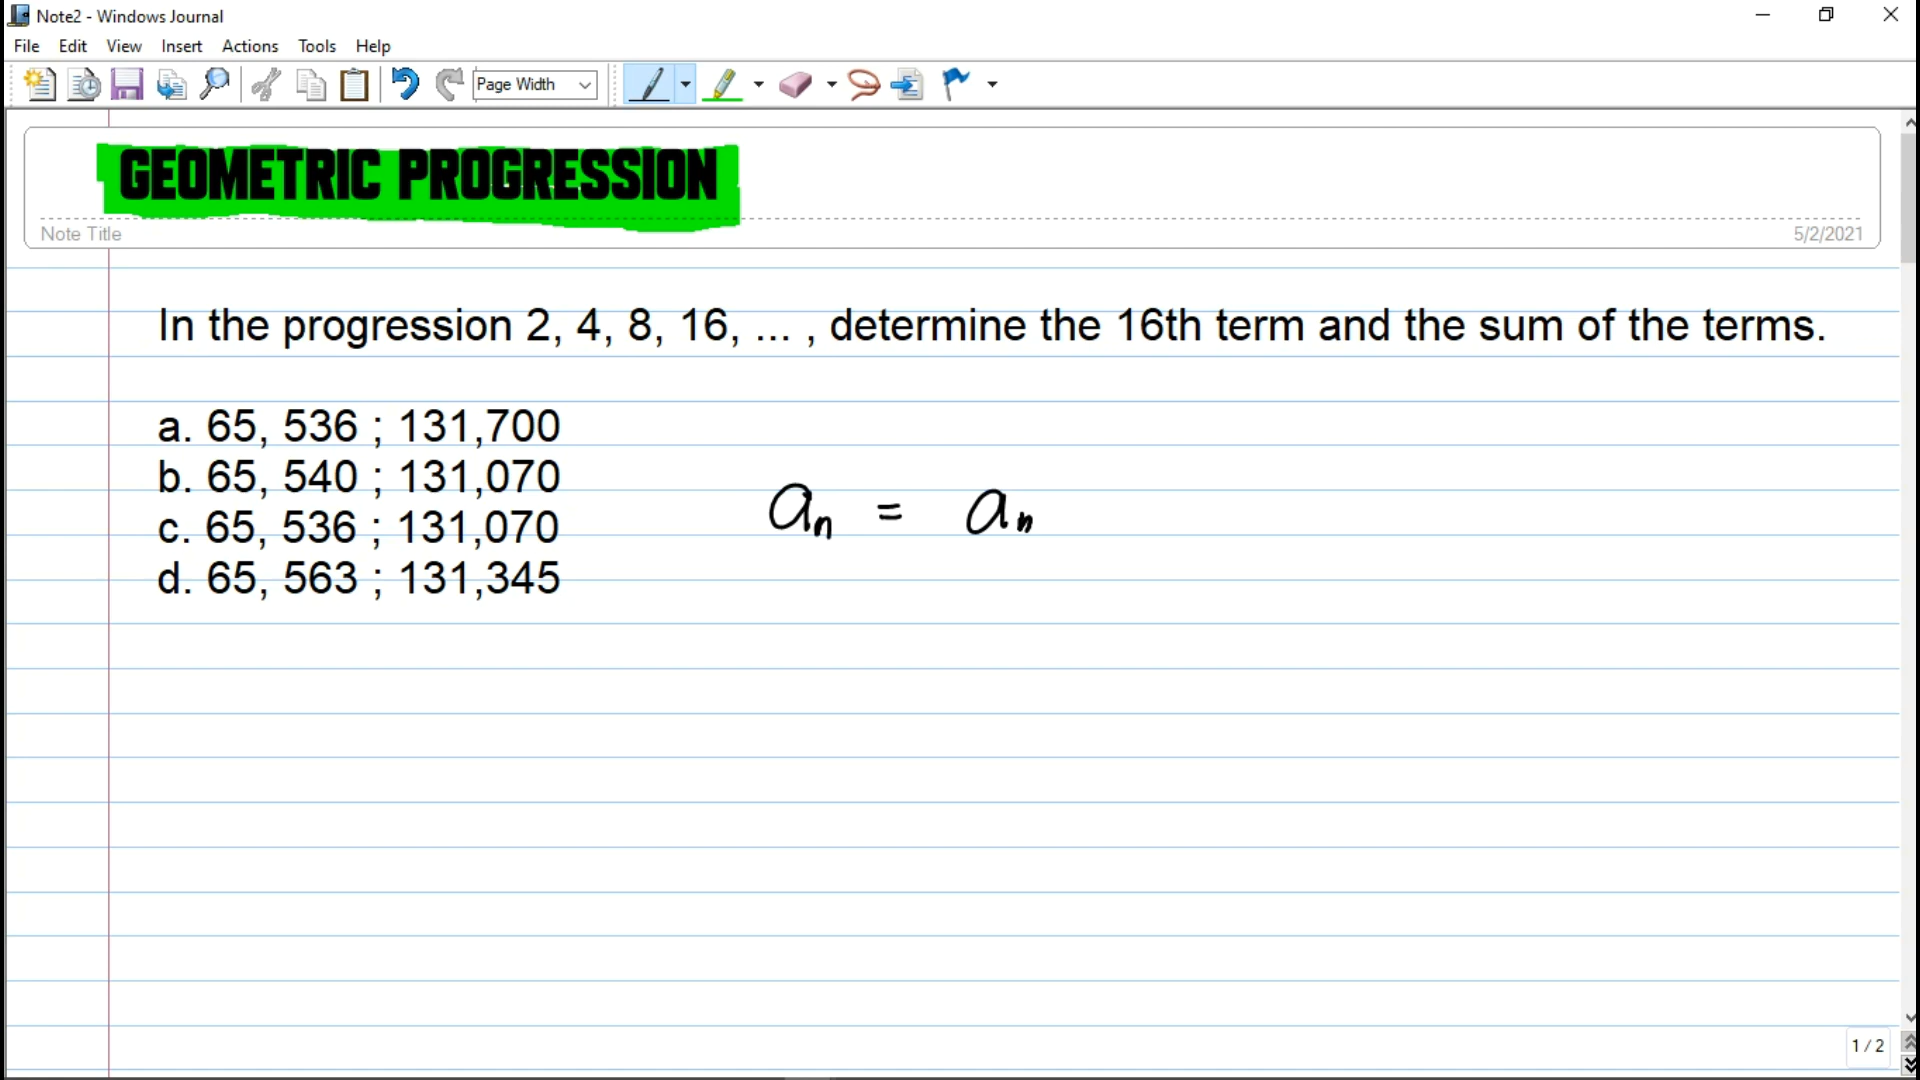 Note2 - Windows Journal
File Edit View Insert Actions Tools Help
Page Width
GEOMETRIC PROGRESSION
Note Title
5/2/2021
In the progression 2, 4, 8, 16, ... , determine the 16th term and the sum of the terms.
a. 65, 536 ; 131,700
b. 65, 540 ; 131,070
c. 65, 536 ; 131,070
d. 65, 563 ; 131,345
aₙ = aₙ
1 / 2